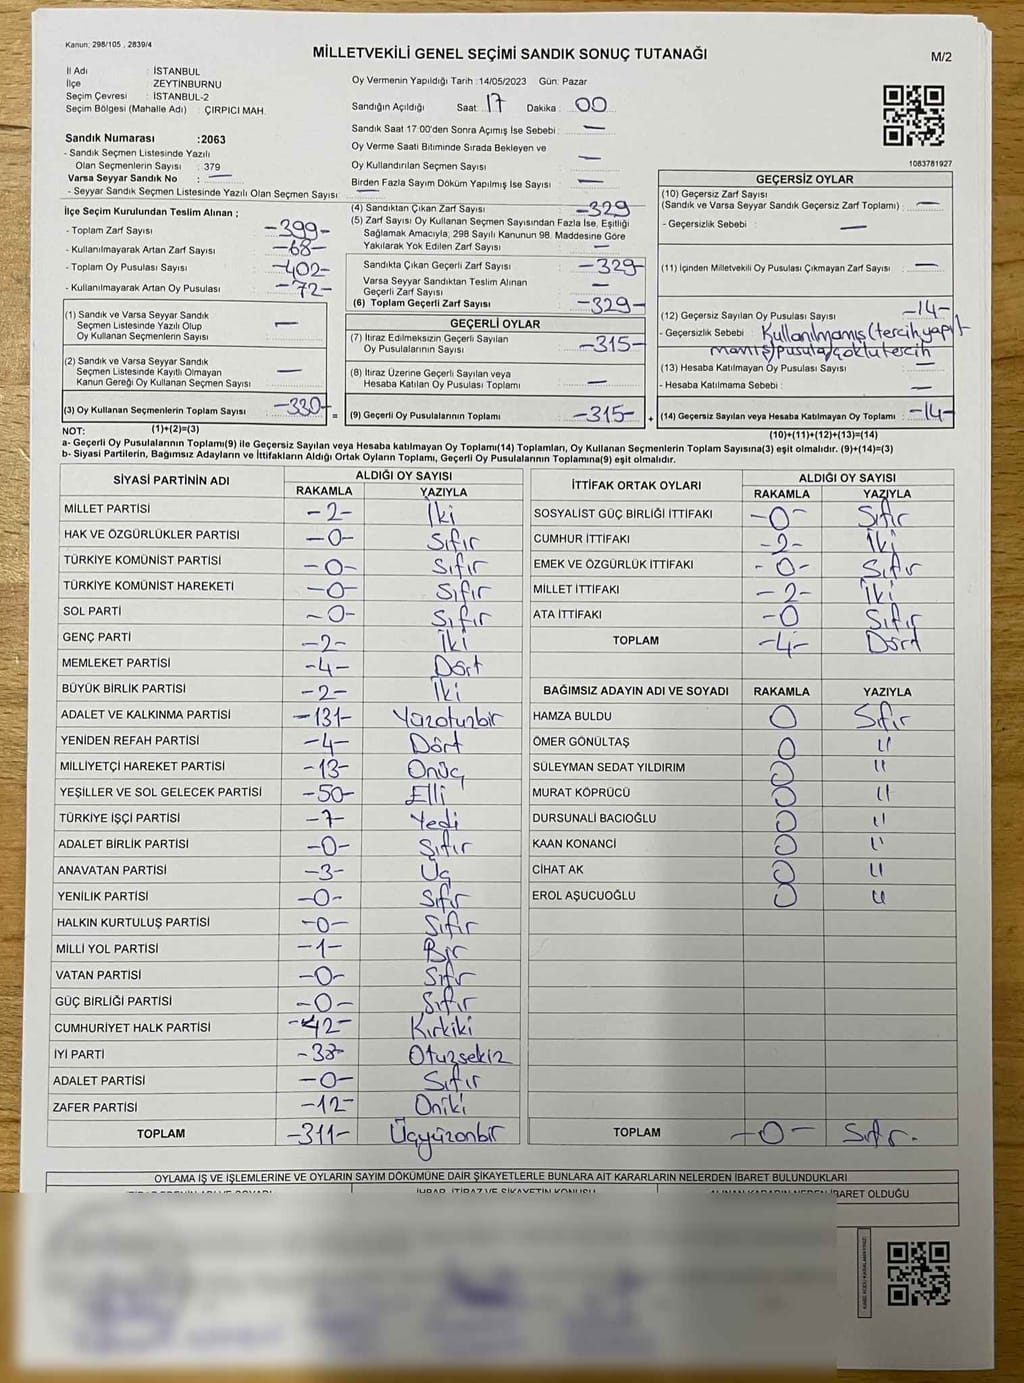 Kanun: 298/105 , 2839/4
MİLLETVEKİLİ GENEL SEÇİMİ SANDIK SONUÇ TUTANAĞI
M/2
İl Adı : İSTANBUL
İlçe : ZEYTİNBURNU
Seçim Çevresi : İSTANBUL-2
Seçim Bölgesi (Mahalle Adı) : ÇIRPICI MAH.
Sandık Numarası :2063
- Sandık Seçmen Listesinde Yazılı
Olan Seçmenlerin Sayısı : 379
Varsa Seyyar Sandık No : —
- Seyyar Sandık Seçmen Listesinde Yazılı Olan Seçmen Sayısı —
Oy Vermenin Yapıldığı Tarih :14/05/2023 Gün: Pazar
Sandığın Açıldığı Saat: 17 Dakika : 00
Sandık Saat 17:00'den Sonra Açılmış İse Sebebi : —
Oy Verme Saati Bitiminde Sırada Bekleyen ve
Oy Kullandırılan Seçmen Sayısı —
Birden Fazla Sayım Döküm Yapılmış İse Sayısı : —
1083781927
İlçe Seçim Kurulundan Teslim Alınan ;
- Toplam Zarf Sayısı -399-
- Kullanılmayarak Artan Zarf Sayısı -68-
- Toplam Oy Pusulası Sayısı -402-
- Kullanılmayarak Artan Oy Pusulası -72-
(4) Sandıktan Çıkan Zarf Sayısı -329
(5) Zarf Sayısı Oy Kullanan Seçmen Sayısından Fazla İse, Eşitliği
Sağlamak Amacıyla, 298 Sayılı Kanunun 98. Maddesine Göre
Yakılarak Yok Edilen Zarf Sayısı —
Sandıkta Çıkan Geçerli Zarf Sayısı -329-
Varsa Seyyar Sandıktan Teslim Alınan
Geçerli Zarf Sayısı —
(6) Toplam Geçerli Zarf Sayısı -329-
GEÇERSİZ OYLAR
(10) Geçersiz Zarf Sayısı
(Sandık ve Varsa Seyyar Sandık Geçersiz Zarf Toplamı) : —
- Geçersizlik Sebebi : —
(11) İçinden Milletvekili Oy Pusulası Çıkmayan Zarf Sayısı —
(12) Geçersiz Sayılan Oy Pusulası Sayısı -14-
- Geçersizlik Sebebi : Kullanılmamış(tercih yapıl-
mamış)pusula/çoklu tercih
(13) Hesaba Katılmayan Oy Pusulası Sayısı —
- Hesaba Katılmama Sebebi : —
(14) Geçersiz Sayılan veya Hesaba Katılmayan Oy Toplamı -14-
(10)+(11)+(12)+(13)=(14)
(1) Sandık ve Varsa Seyyar Sandık
Seçmen Listesinde Yazılı Olup
Oy Kullanan Seçmenlerin Sayısı —
(2) Sandık ve Varsa Seyyar Sandık
Seçmen Listesinde Kayıtlı Olmayan
Kanun Gereği Oy Kullanan Seçmen Sayısı —
(3) Oy Kullanan Seçmenlerin Toplam Sayısı -330- =
GEÇERLİ OYLAR
(7) İtiraz Edilmeksizin Geçerli Sayılan
Oy Pusulalarının Sayısı -315-
(8) İtiraz Üzerine Geçerli Sayılan veya
Hesaba Katılan Oy Pusulası Toplamı —
(9) Geçerli Oy Pusulalarının Toplamı -315- +
NOT: (1)+(2)=(3)
a- Geçerli Oy Pusulalarının Toplamı(9) ile Geçersiz Sayılan veya Hesaba katılmayan Oy Toplamı(14) Toplamları, Oy Kullanan Seçmenlerin Toplam Sayısına(3) eşit olmalıdır. (9)+(14)=(3)
b- Siyasi Partilerin, Bağımsız Adayların ve İttifakların Aldığı Ortak Oyların Toplamı, Geçerli Oy Pusulalarının Toplamına(9) eşit olmalıdır.
SİYASİ PARTİNİN ADI ALDIĞI OY SAYISI
RAKAMLA YAZIYLA
MİLLET PARTİSİ -2- İki
HAK VE ÖZGÜRLÜKLER PARTİSİ -0- Sıfır
TÜRKİYE KOMÜNİST PARTİSİ -0- Sıfır
TÜRKİYE KOMÜNİST HAREKETİ -0- Sıfır
SOL PARTİ -0- Sıfır
GENÇ PARTİ -2- İki
MEMLEKET PARTİSİ -4- Dört
BÜYÜK BİRLİK PARTİSİ -2- İki
ADALET VE KALKINMA PARTİSİ -131- Yüzotuzbir
YENİDEN REFAH PARTİSİ -4- Dört
MİLLİYETÇİ HAREKET PARTİSİ -13- Onüç
YEŞİLLER VE SOL GELECEK PARTİSİ -50- Elli
TÜRKİYE İŞÇİ PARTİSİ -7- Yedi
ADALET BİRLİK PARTİSİ -0- Sıfır
ANAVATAN PARTİSİ -3- Üç
YENİLİK PARTİSİ -0- Sıfır
HALKIN KURTULUŞ PARTİSİ -0- Sıfır
MİLLİ YOL PARTİSİ -1- Bir
VATAN PARTİSİ -0- Sıfır
GÜÇ BİRLİĞİ PARTİSİ -0- Sıfır
CUMHURİYET HALK PARTİSİ -42- Kırkiki
İYİ PARTİ -38- Otuzsekiz
ADALET PARTİSİ -0- Sıfır
ZAFER PARTİSİ -12- Oniki
TOPLAM -311- Üçyüzonbir
İTTİFAK ORTAK OYLARI ALDIĞI OY SAYISI
RAKAMLA YAZIYLA
SOSYALİST GÜÇ BİRLİĞİ İTTİFAKI -0- Sıfır
CUMHUR İTTİFAKI -2- İki
EMEK VE ÖZGÜRLÜK İTTİFAKI -0- Sıfır
MİLLET İTTİFAKI -2- İki
ATA İTTİFAKI -0 Sıfır
TOPLAM -4- Dört
BAĞIMSIZ ADAYIN ADI VE SOYADI RAKAMLA YAZIYLA
HAMZA BULDU 0 Sıfır
ÖMER GÖNÜLTAŞ 0 "
SÜLEYMAN SEDAT YILDIRIM 0 "
MURAT KÖPRÜCÜ 0 "
DURSUNALİ BACIOĞLU 0 "
KAAN KONANCİ 0 "
CİHAT AK 0 "
EROL AŞUCUOĞLU 0 "
TOPLAM -0- Sıfır.
OYLAMA İŞ VE İŞLEMLERİNE VE OYLARIN SAYIM DÖKÜMÜNE DAİR ŞİKAYETLERLE BUNLARA AİT KARARLARIN NELERDEN İBARET BULUNDUKLARI
İHBAR, İTİRAZ VE ŞİKAYETİN KONUSU